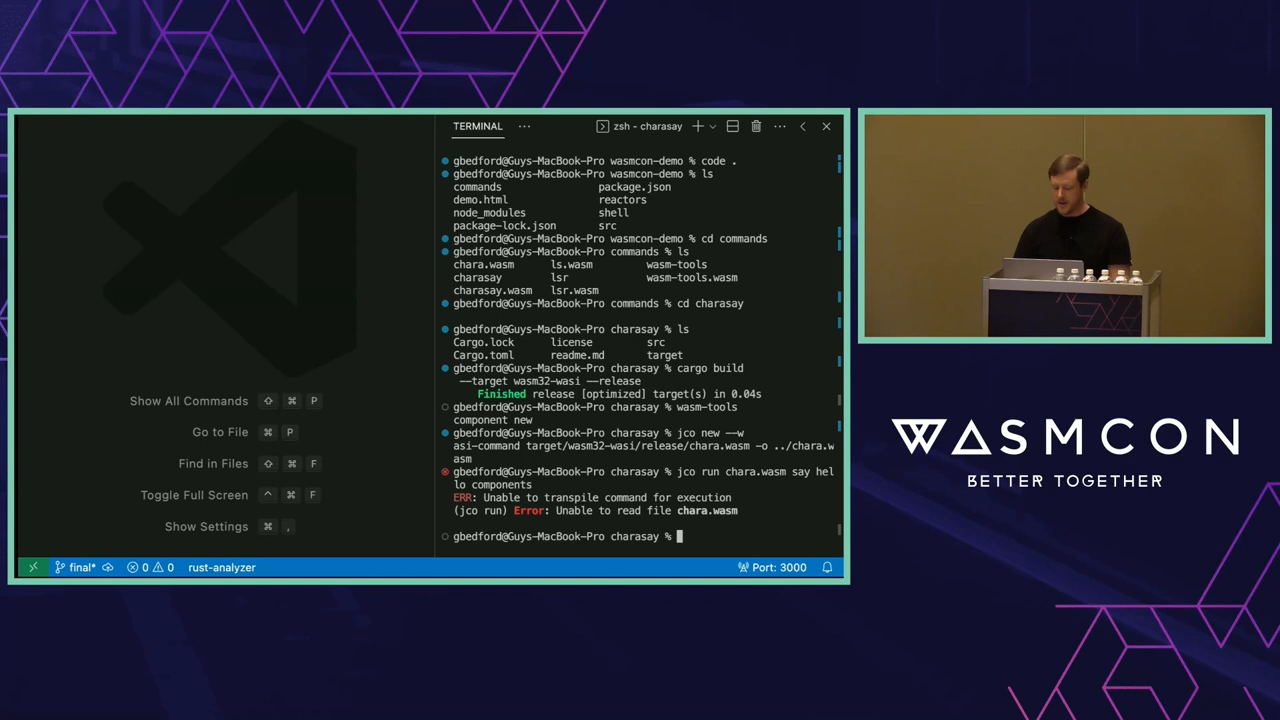 TERMINAL ··· zsh - charasay
gbedford@Guys-MacBook-Pro wasmcon-demo % code .
gbedford@Guys-MacBook-Pro wasmcon-demo % ls
commands package.json
demo.html reactors
node_modules shell
package-lock.json src
gbedford@Guys-MacBook-Pro wasmcon-demo % cd commands
gbedford@Guys-MacBook-Pro commands % ls
chara.wasm ls.wasm wasm-tools
charasay lsr wasm-tools.wasm
charasay.wasm lsr.wasm
gbedford@Guys-MacBook-Pro commands % cd charasay
gbedford@Guys-MacBook-Pro charasay % ls
Cargo.lock license src
Cargo.toml readme.md target
gbedford@Guys-MacBook-Pro charasay % cargo build
--target wasm32-wasi --release
Finished release [optimized] target(s) in 0.04s
gbedford@Guys-MacBook-Pro charasay % wasm-tools
component new
gbedford@Guys-MacBook-Pro charasay % jco new --w
asi-command target/wasm32-wasi/release/chara.wasm -o ../chara.w
asm
gbedford@Guys-MacBook-Pro charasay % jco run chara.wasm say hel
lo components
ERR: Unable to transpile command for execution
(jco run) Error: Unable to read file chara.wasm
gbedford@Guys-MacBook-Pro charasay %
Show All Commands ⇧ ⌘ P
Go to File ⌘ P
Find in Files ⇧ ⌘ F
Toggle Full Screen ^ ⌘ F
Show Settings ⌘ ,
final* 0 0 rust-analyzer Port: 3000
WASMCON
BETTER TOGETHER